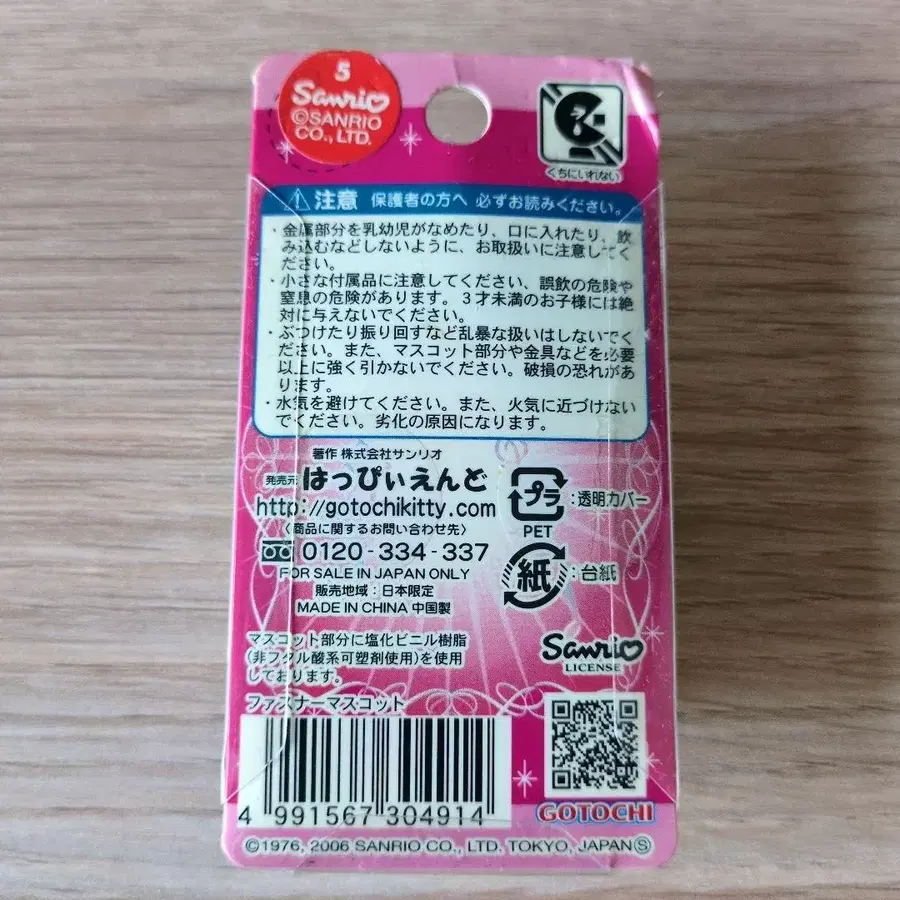 5
Sanrio
©SANRIO
CO., LTD.
くちにいれない
注意 保護者の方へ 必ずお読みください。
・金属部分を乳幼児がなめたり、口に入れたり、飲
み込むなどしないように、お取扱いに注意してく
ださい。
・小さな付属品に注意してください、誤飲の危険や
窒息の危険があります。3才未満のお子様には絶
対に与えないでください。
・ぶつけたり振り回すなど乱暴な扱いはしないでく
ださい。また、マスコット部分や金具などを必要
以上に強く引かないでください。破損の恐れがあ
ります。
・水気を避けてください。また、火気に近づけない
でください。劣化の原因になります。
著作 株式会社サンリオ
発売元 はっぴぃえんど
http://gotochikitty.com
〈商品に関するお問い合わせ先〉
0120-334-337
FOR SALE IN JAPAN ONLY
販売地域：日本限定
MADE IN CHINA 中国製
プラ：透明カバー
PET
紙：台紙
マスコット部分に塩化ビニル樹脂
(非フタル酸系可塑剤使用)を使用
しております。
Sanrio
LICENSE
ファスナーマスコット
4 991567 304914
GOTOCHI
©1976, 2006 SANRIO CO., LTD. TOKYO, JAPAN Ⓢ